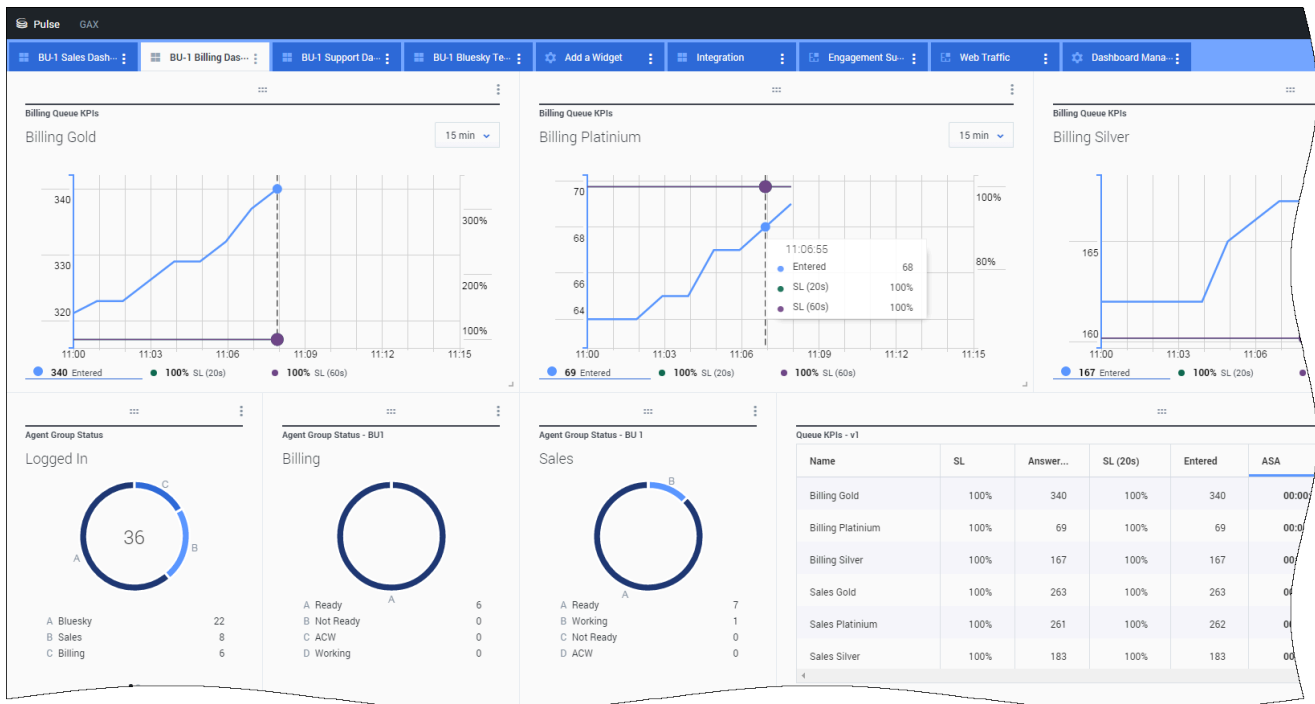 Pulse GAX
BU-1 Sales Dash··· BU-1 Billing Das··· BU-1 Support Da··· BU-1 Bluesky Te··· Add a Widget Integration Engagement Su··· Web Traffic Dashboard Mana···
Billing Queue KPIs
Billing Gold
15 min
340
330
320
300%
200%
100%
11:00 11:03 11:06 11:09 11:12 11:15
340 Entered 100% SL (20s) 100% SL (60s)
Billing Queue KPIs
Billing Platinium
15 min
70
68
66
64
100%
80%
11:06:55
Entered 68
SL (20s) 100%
SL (60s) 100%
11:00 11:03 11:06 11:09 11:12 11:15
69 Entered 100% SL (20s) 100% SL (60s)
Billing Queue KPIs
Billing Silver
165
160
11:00 11:03 11:06
167 Entered 100% SL (20s)
Agent Group Status
Logged In
C
36
B
A
A Bluesky 22
B Sales 8
C Billing 6
Agent Group Status - BU1
Billing
A
A Ready 6
B Not Ready 0
C ACW 0
D Working 0
Agent Group Status - BU 1
Sales
B
A
A Ready 7
B Working 1
C Not Ready 0
D ACW 0
Queue KPIs - v1
Name SL Answer... SL (20s) Entered ASA
Billing Gold 100% 340 100% 340 00:00
Billing Platinium 100% 69 100% 69 00:0
Billing Silver 100% 167 100% 167 00
Sales Gold 100% 263 100% 263
Sales Platinium 100% 261 100% 262
Sales Silver 100% 183 100% 183 00